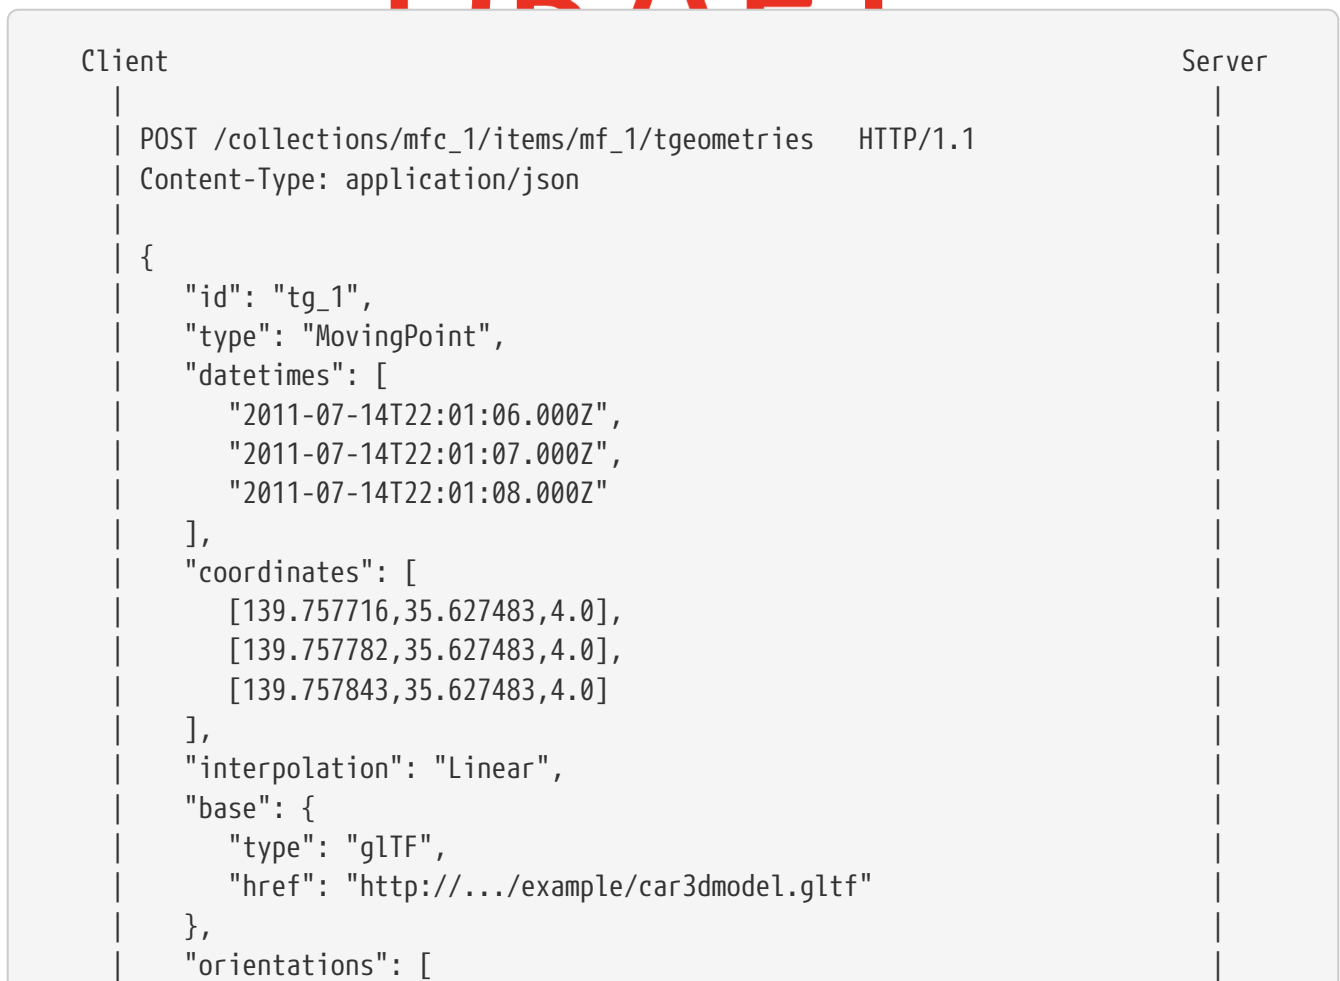 DRAFT
Client Server
| |
| POST /collections/mfc_1/items/mf_1/tgeometries HTTP/1.1 |
| Content-Type: application/json |
| |
| { |
| "id": "tg_1", |
| "type": "MovingPoint", |
| "datetimes": [ |
| "2011-07-14T22:01:06.000Z", |
| "2011-07-14T22:01:07.000Z", |
| "2011-07-14T22:01:08.000Z" |
| ], |
| "coordinates": [ |
| [139.757716,35.627483,4.0], |
| [139.757782,35.627483,4.0], |
| [139.757843,35.627483,4.0] |
| ], |
| "interpolation": "Linear", |
| "base": { |
| "type": "glTF", |
| "href": "http://.../example/car3dmodel.gltf" |
| }, |
| "orientations": [ |